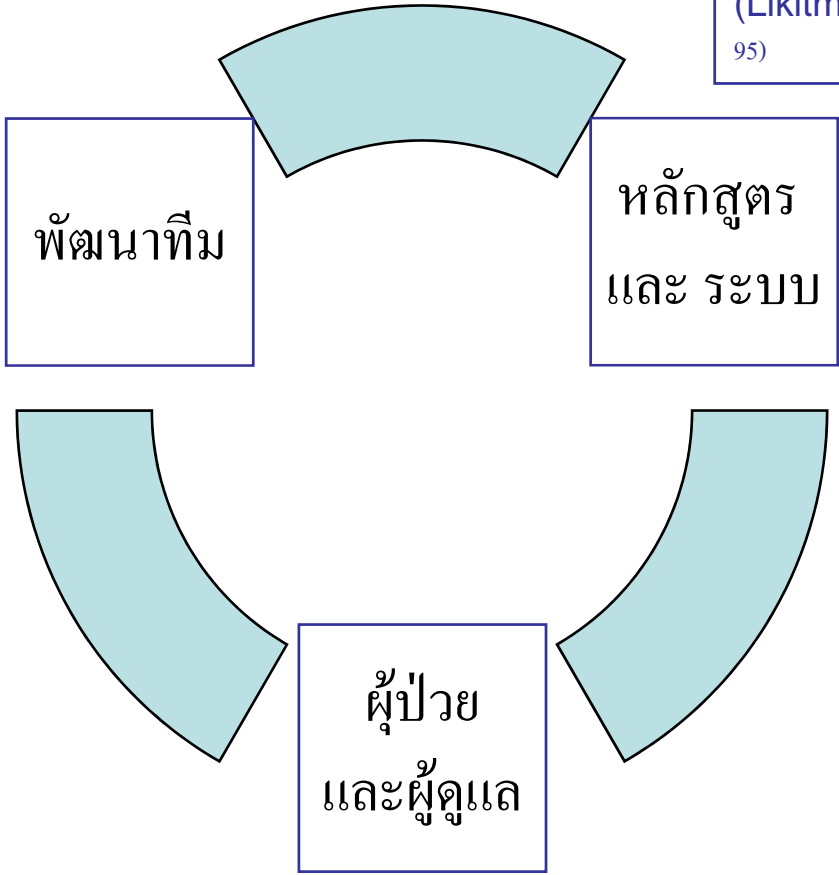 95)
พัฒนาทีม
หลักสูตร
และ ระบบ
ผุ้ป่วย
และผู้ดูแล